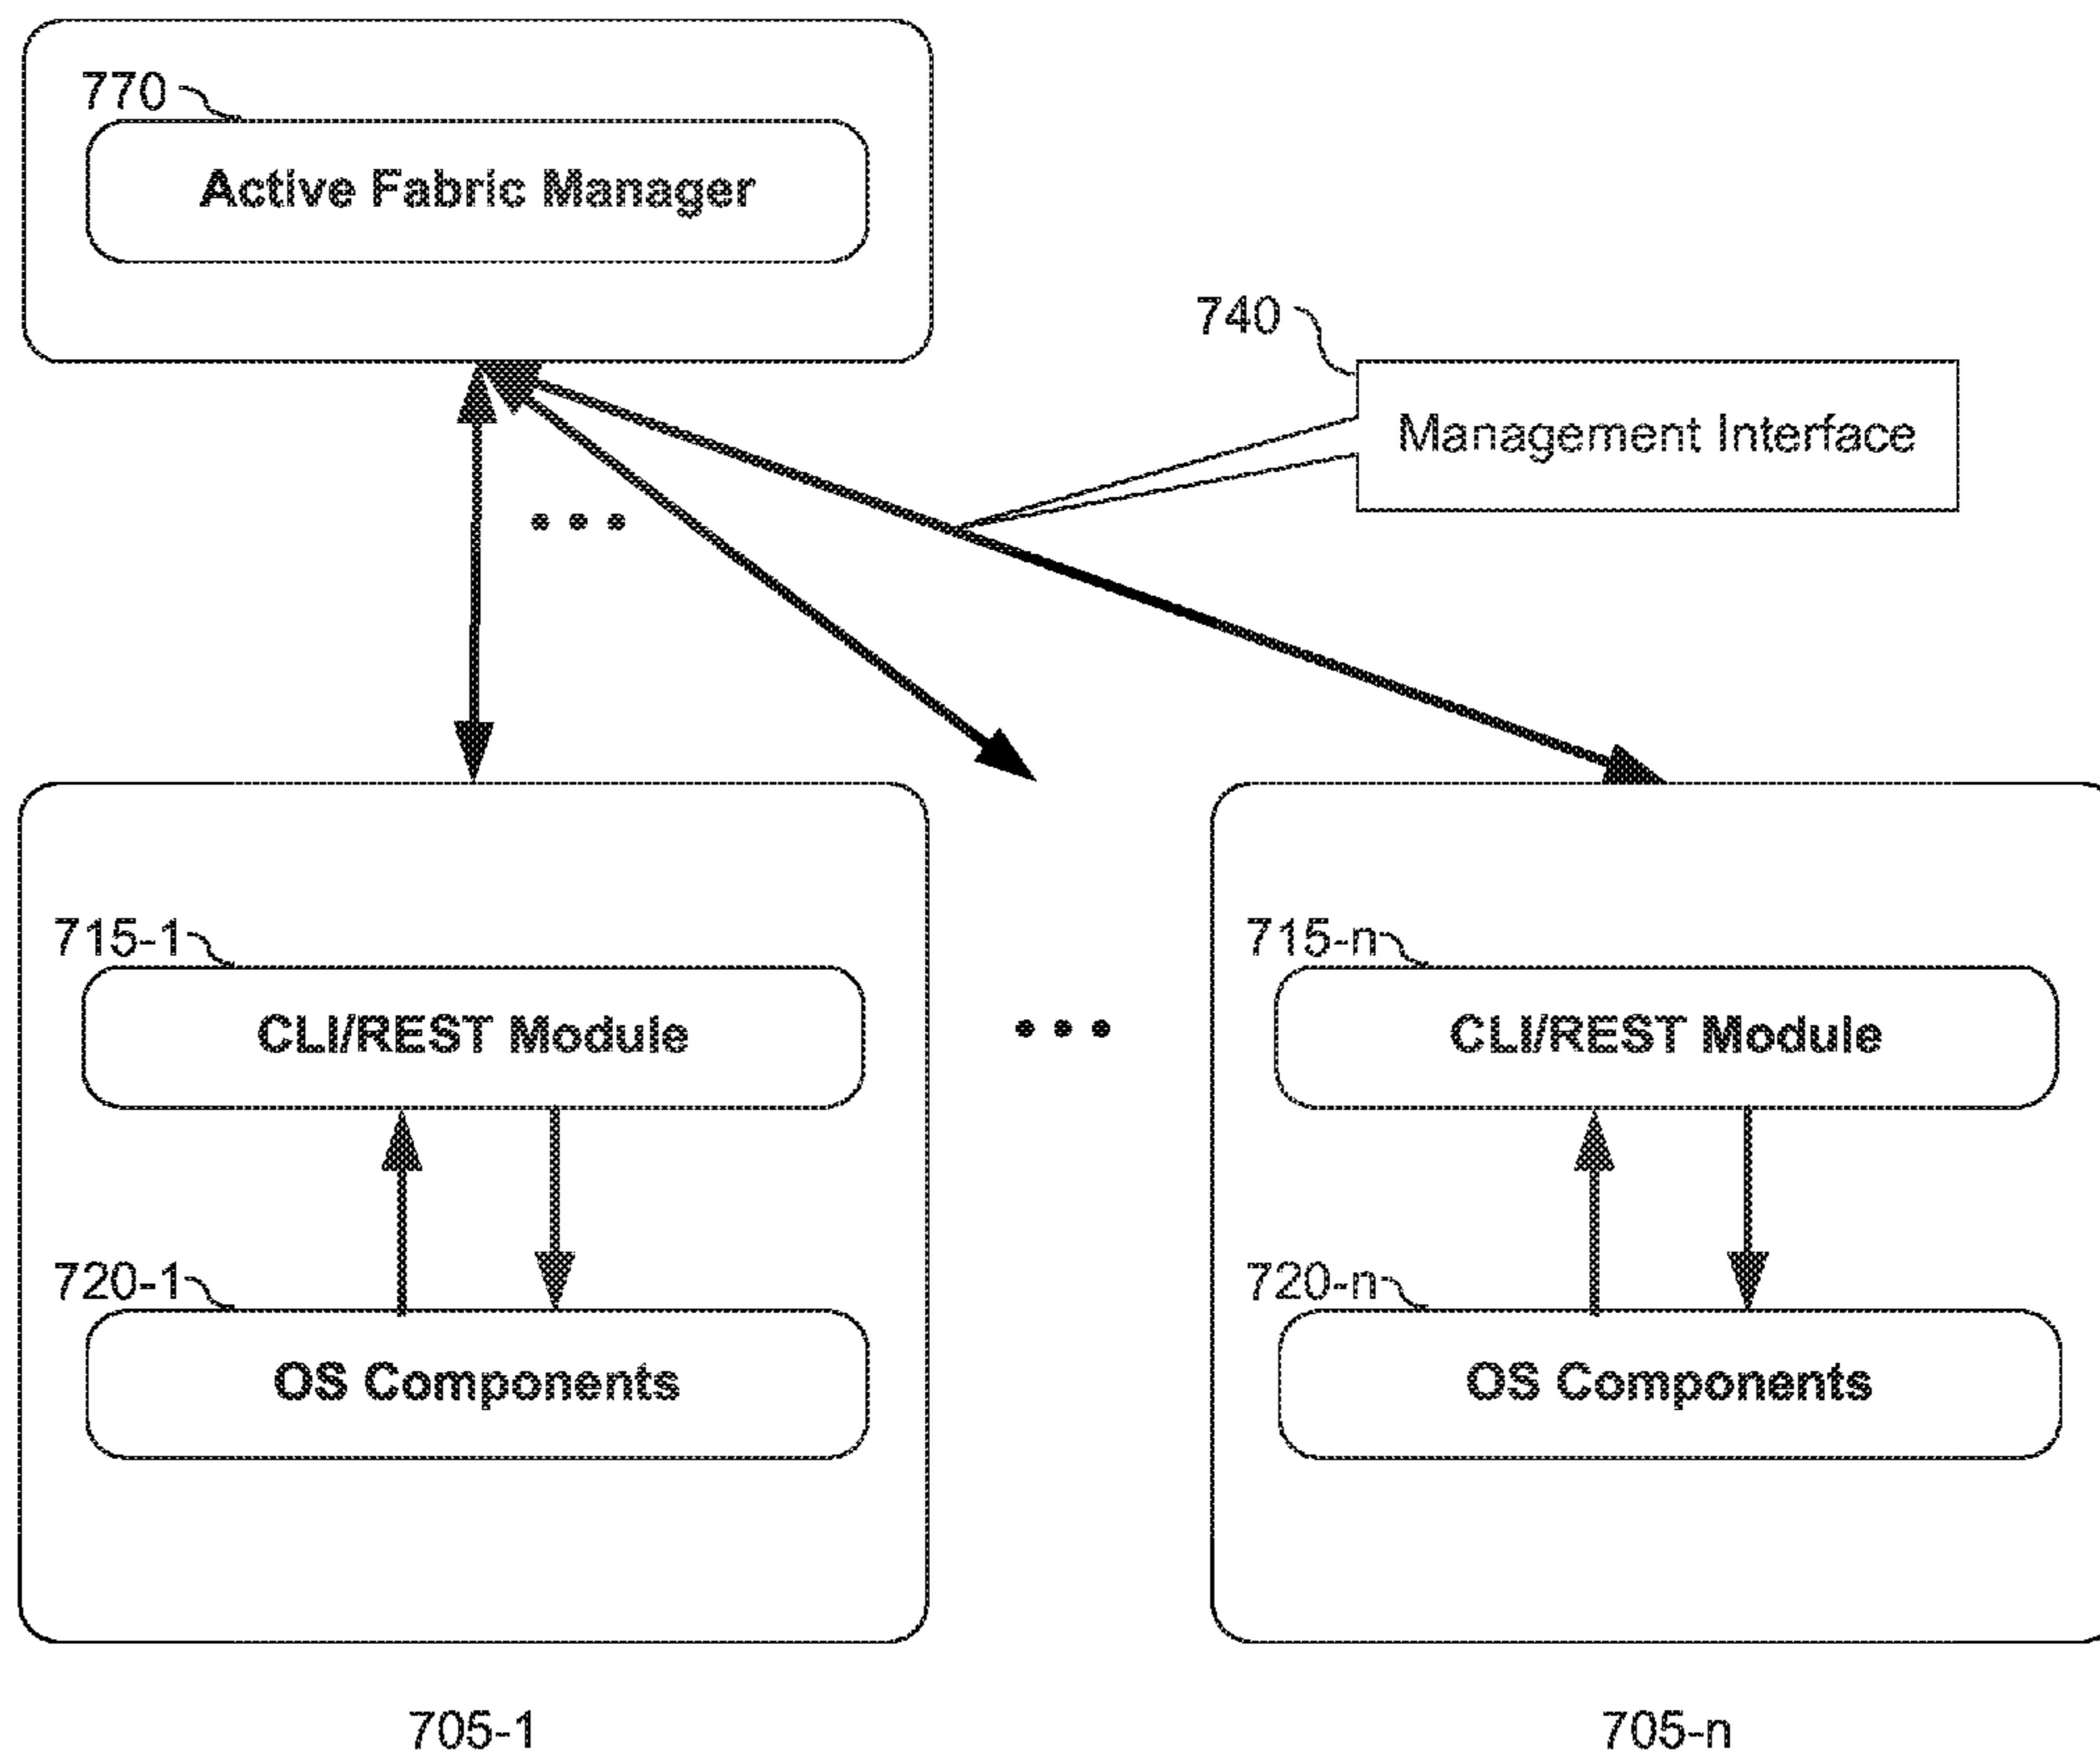 770
Active Fabric Manager
740
Management Interface
715-1
CLI/REST Module
715-n
CLI/REST Module
720-1
OS Components
720-n
OS Components
705-1
705-n